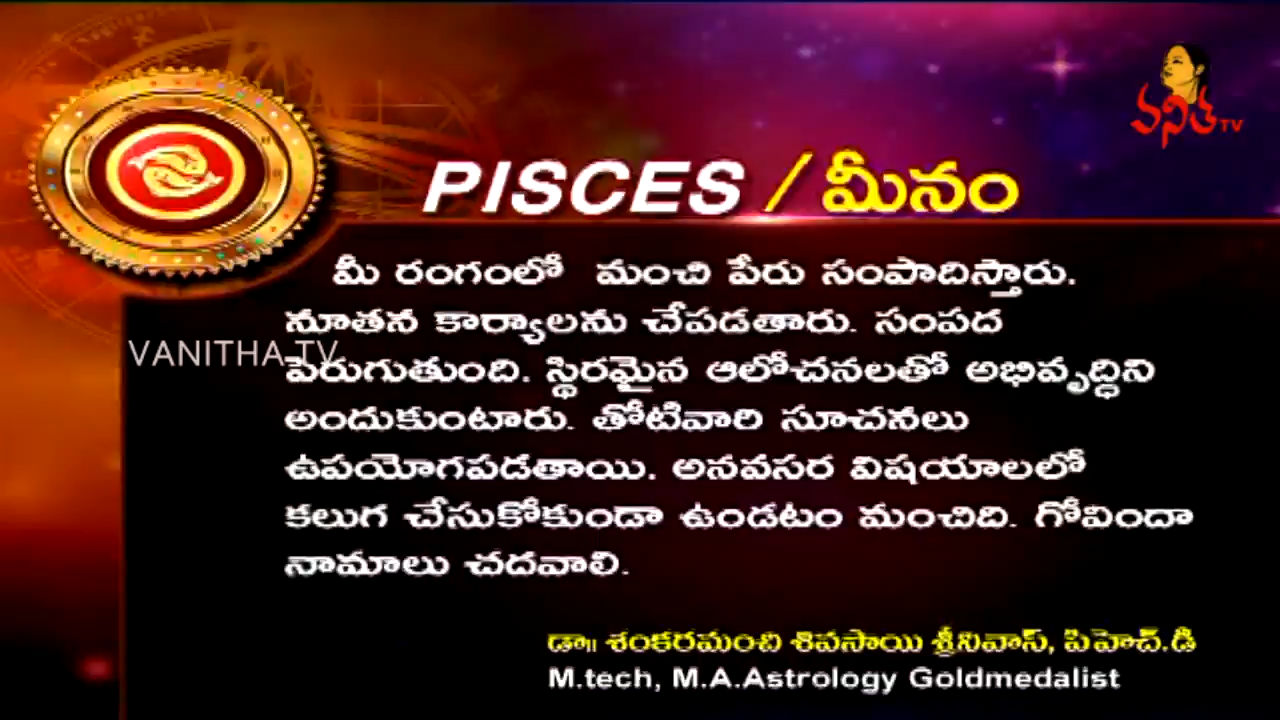 వనిత TV
PISCES / మీనం
మీ రంగంలో మంచి పేరు సంపాదిస్తారు.
నూతన కార్యాలను చేపడతారు. సంపద
VANITHA TV
పెరుగుతుంది. స్థిరమైన ఆలోచనలతో అభివృద్ధిని
అందుకుంటారు. తోటివారి సూచనలు
ఉపయోగపడతాయి. అనవసర విషయాలలో
కలుగ చేసుకోకుండా ఉండటం మంచిది. గోవిందా
నామాలు చదవాలి.
డా॥ శంకరమంచి శివసాయి శ్రీనివాస్, పిహెచ్.డి
M.tech, M.A.Astrology Goldmedalist